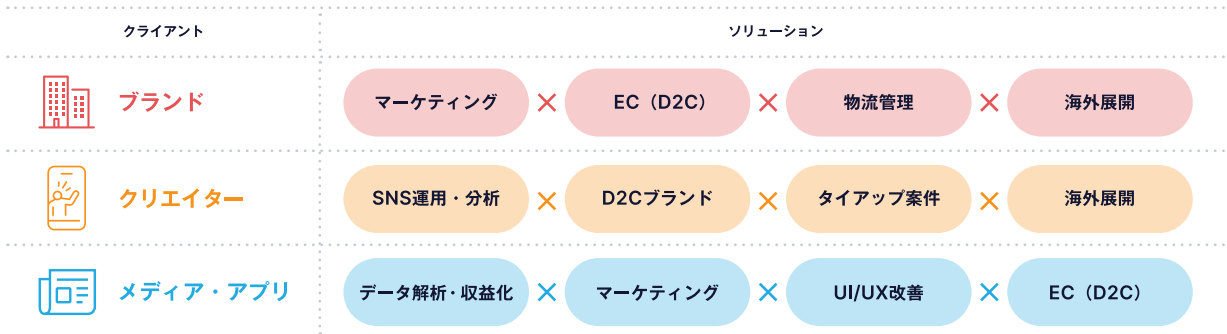 クライアント
ソリューション
ブランド
マーケティング × EC（D2C） × 物流管理 × 海外展開
クリエイター
SNS運用・分析 × D2Cブランド × タイアップ案件 × 海外展開
メディア・アプリ
データ解析・収益化 × マーケティング × UI/UX改善 × EC（D2C）